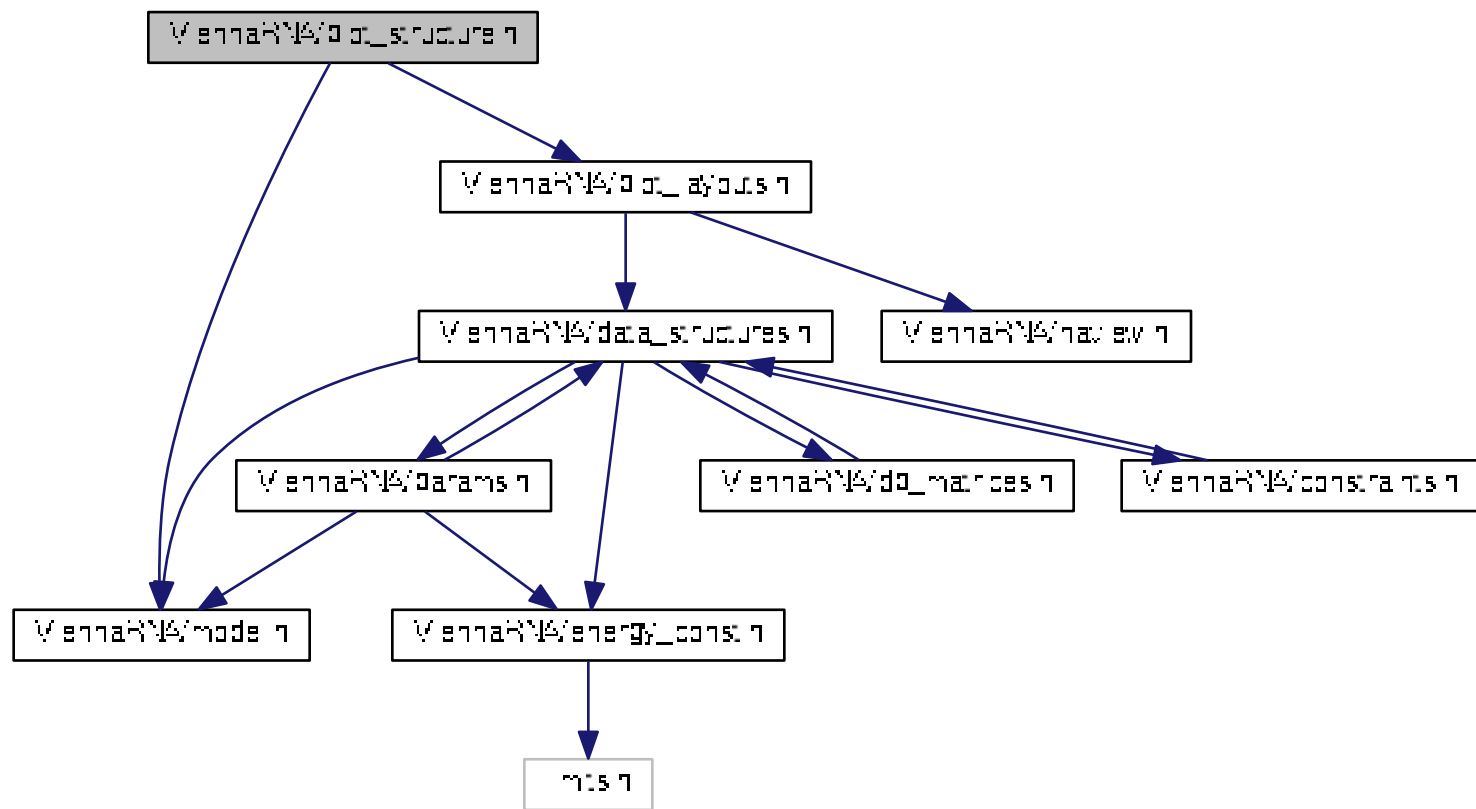 ViennaRNA/plot_structure.h
ViennaRNA/plot_layouts.h
ViennaRNA/data_structures.h
ViennaRNA/naview.h
ViennaRNA/params.h
ViennaRNA/dp_matrices.h
ViennaRNA/constraints.h
ViennaRNA/model.h
ViennaRNA/energy_const.h
limits.h